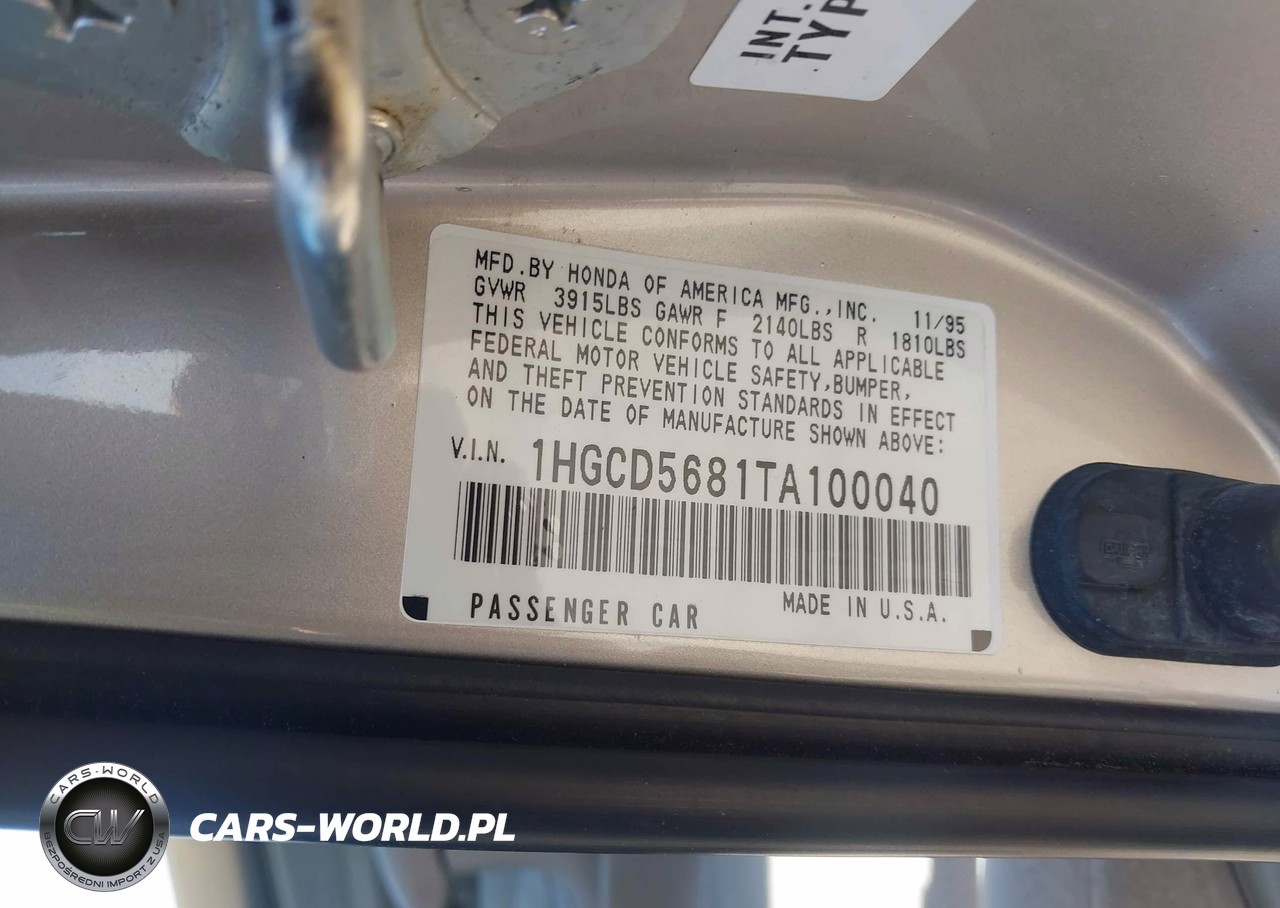 INT.
TYP
MFD.BY HONDA OF AMERICA MFG.,INC. 11/95
GVWR 3915LBS GAWR F 2140LBS R 1810LBS
THIS VEHICLE CONFORMS TO ALL APPLICABLE
FEDERAL MOTOR VEHICLE SAFETY,BUMPER,
AND THEFT PREVENTION STANDARDS IN EFFECT
ON THE DATE OF MANUFACTURE SHOWN ABOVE:
V.I.N. 1HGCD5681TA100040
PASSENGER CAR MADE IN U.S.A.
CARS-WORLD
CW
BEZPOŚREDNI IMPORT Z USA
CARS-WORLD.PL